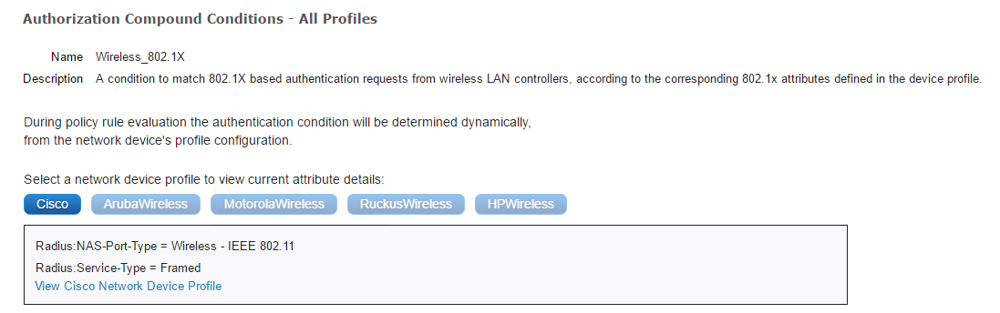 Authorization Compound Conditions - All Profiles
Name Wireless_802.1X
Description A condition to match 802.1X based authentication requests from wireless LAN controllers, according to the corresponding 802.1x attributes defined in the device profile.
During policy rule evaluation the authentication condition will be determined dynamically,
from the network device's profile configuration.
Select a network device profile to view current attribute details:
Cisco ArubaWireless MotorolaWireless RuckusWireless HPWireless
Radius:NAS-Port-Type = Wireless - IEEE 802.11
Radius:Service-Type = Framed
View Cisco Network Device Profile